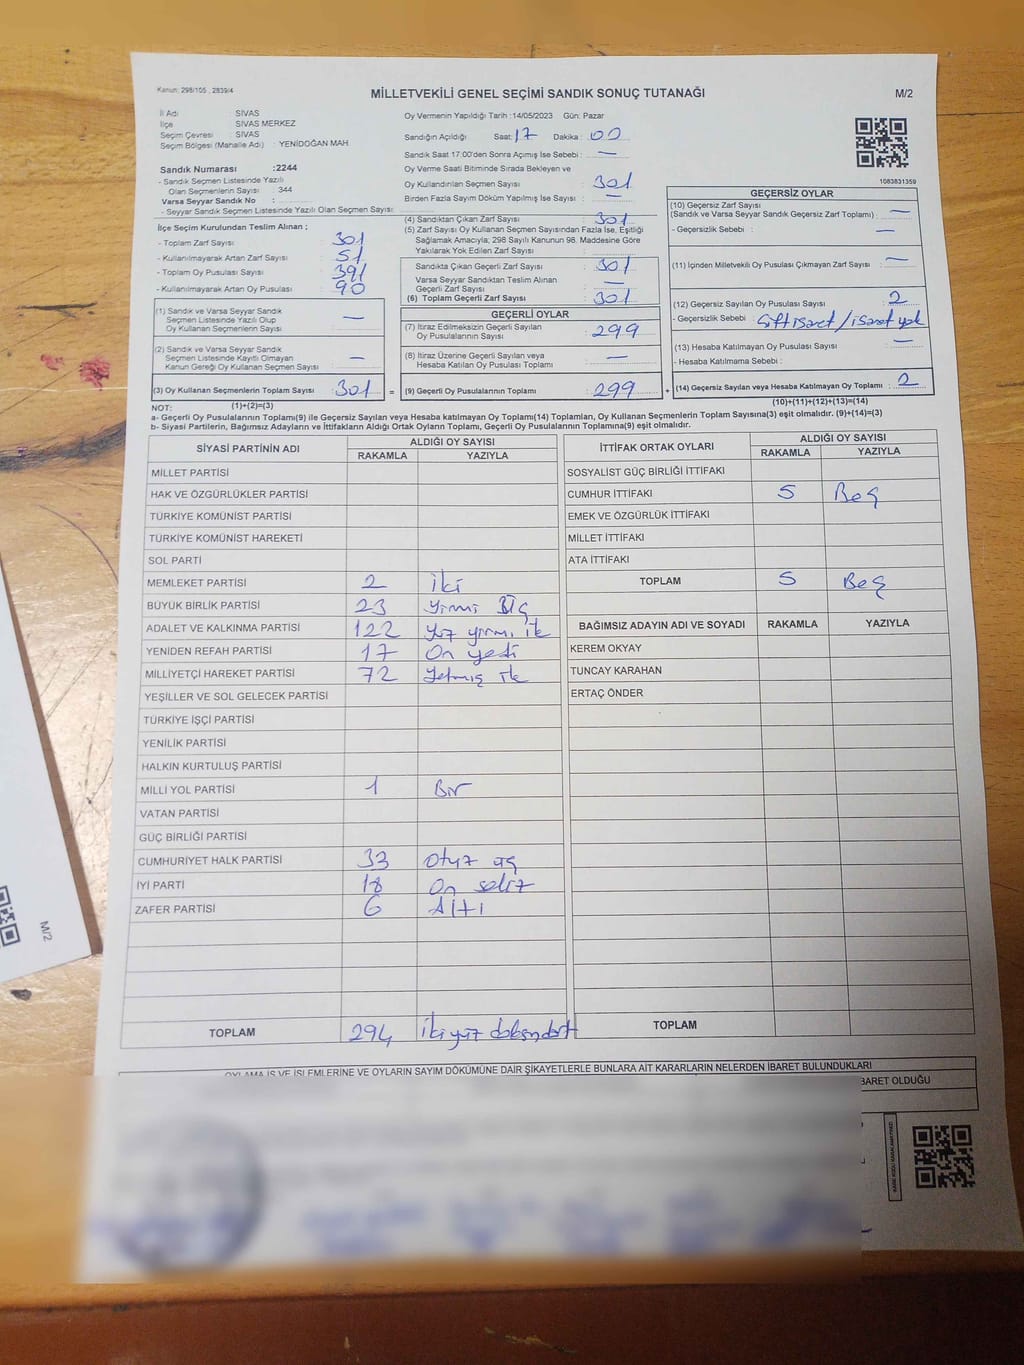 Kanun: 298/105 , 2839/4
MİLLETVEKİLİ GENEL SEÇİMİ SANDIK SONUÇ TUTANAĞI
M/2
İl Adı : SİVAS
İlçe : SİVAS MERKEZ
Seçim Çevresi : SİVAS
Seçim Bölgesi (Mahalle Adı) : YENİDOĞAN MAH
Sandık Numarası :2244
- Sandık Seçmen Listesinde Yazılı
Olan Seçmenlerin Sayısı : 344
Varsa Seyyar Sandık No :
- Seyyar Sandık Seçmen Listesinde Yazılı Olan Seçmen Sayısı:
İlçe Seçim Kurulundan Teslim Alınan ;
- Toplam Zarf Sayısı : 301
- Kullanılmayarak Artan Zarf Sayısı : 51
- Toplam Oy Pusulası Sayısı : 391
- Kullanılmayarak Artan Oy Pusulası : 90
(1) Sandık ve Varsa Seyyar Sandık
Seçmen Listesinde Yazılı Olup
Oy Kullanan Seçmenlerin Sayısı : —
(2) Sandık ve Varsa Seyyar Sandık
Seçmen Listesinde Kayıtlı Olmayan
Kanun Gereği Oy Kullanan Seçmen Sayısı : —
(3) Oy Kullanan Seçmenlerin Toplam Sayısı : 301 =
(1)+(2)=(3)
Oy Vermenin Yapıldığı Tarih :14/05/2023 Gün: Pazar
Sandığın Açıldığı Saat: 17 Dakika : 00
Sandık Saat 17:00'den Sonra Açımış İse Sebebi : —
Oy Verme Saati Bitiminde Sırada Bekleyen ve
Oy Kullandırılan Seçmen Sayısı : 301
Birden Fazla Sayım Döküm Yapılmış İse Sayısı : —
(4) Sandıktan Çıkan Zarf Sayısı : 301
(5) Zarf Sayısı Oy Kullanan Seçmen Sayısından Fazla İse, Eşitliği
Sağlamak Amacıyla; 298 Sayılı Kanunun 98. Maddesine Göre
Yakılarak Yok Edilen Zarf Sayısı :
Sandıkta Çıkan Geçerli Zarf Sayısı : 301
Varsa Seyyar Sandıktan Teslim Alınan
Geçerli Zarf Sayısı : —
(6) Toplam Geçerli Zarf Sayısı : 301
GEÇERLİ OYLAR
(7) İtiraz Edilmeksizin Geçerli Sayılan
Oy Pusulalarının Sayısı : 299
(8) İtiraz Üzerine Geçerli Sayılan veya
Hesaba Katılan Oy Pusulası Toplamı : —
(9) Geçerli Oy Pusulalarının Toplamı : 299 +
1083831359
GEÇERSİZ OYLAR
(10) Geçersiz Zarf Sayısı
(Sandık ve Varsa Seyyar Sandık Geçersiz Zarf Toplamı) : —
- Geçersizlik Sebebi : —
(11) İçinden Milletvekili Oy Pusulası Çıkmayan Zarf Sayısı : —
(12) Geçersiz Sayılan Oy Pusulası Sayısı : 2
- Geçersizlik Sebebi : Çift işaret / işaret yok
(13) Hesaba Katılmayan Oy Pusulası Sayısı : —
- Hesaba Katılmama Sebebi :
(14) Geçersiz Sayılan veya Hesaba Katılmayan Oy Toplamı : 2
(10)+(11)+(12)+(13)=(14)
NOT:
a- Geçerli Oy Pusulalarının Toplamı(9) ile Geçersiz Sayılan veya Hesaba katılmayan Oy Toplamı(14) Toplamları, Oy Kullanan Seçmenlerin Toplam Sayısına(3) eşit olmalıdır. (9)+(14)=(3)
b- Siyasi Partilerin, Bağımsız Adayların ve İttifakların Aldığı Ortak Oyların Toplamı, Geçerli Oy Pusulalarının Toplamına(9) eşit olmalıdır.
SİYASİ PARTİNİN ADI ALDIĞI OY SAYISI
RAKAMLA YAZIYLA
MİLLET PARTİSİ
HAK VE ÖZGÜRLÜKLER PARTİSİ
TÜRKİYE KOMÜNİST PARTİSİ
TÜRKİYE KOMÜNİST HAREKETİ
SOL PARTİ
MEMLEKET PARTİSİ 2 iki
BÜYÜK BİRLİK PARTİSİ 23 yirmi üç
ADALET VE KALKINMA PARTİSİ 122 yüz yirmi iki
YENİDEN REFAH PARTİSİ 17 On yedi
MİLLİYETÇİ HAREKET PARTİSİ 72 yetmiş iki
YEŞİLLER VE SOL GELECEK PARTİSİ
TÜRKİYE İŞÇİ PARTİSİ
YENİLİK PARTİSİ
HALKIN KURTULUŞ PARTİSİ
MİLLİ YOL PARTİSİ 1 Bir
VATAN PARTİSİ
GÜÇ BİRLİĞİ PARTİSİ
CUMHURİYET HALK PARTİSİ 33 otuz üç
İYİ PARTİ 18 On sekiz
ZAFER PARTİSİ 6 Altı
TOPLAM 294 İki yüz doksandört
İTTİFAK ORTAK OYLARI ALDIĞI OY SAYISI
RAKAMLA YAZIYLA
SOSYALİST GÜÇ BİRLİĞİ İTTİFAKI
CUMHUR İTTİFAKI 5 Beş
EMEK VE ÖZGÜRLÜK İTTİFAKI
MİLLET İTTİFAKI
ATA İTTİFAKI
TOPLAM 5 Beş
BAĞIMSIZ ADAYIN ADI VE SOYADI RAKAMLA YAZIYLA
KEREM OKYAY
TUNCAY KARAHAN
ERTAÇ ÖNDER
TOPLAM
OYLAMA İŞ VE İŞLEMLERİNE VE OYLARIN SAYIM DÖKÜMÜNE DAİR ŞİKAYETLERLE BUNLARA AİT KARARLARIN NELERDEN İBARET BULUNDUKLARI
BARET OLDUĞU
M/2